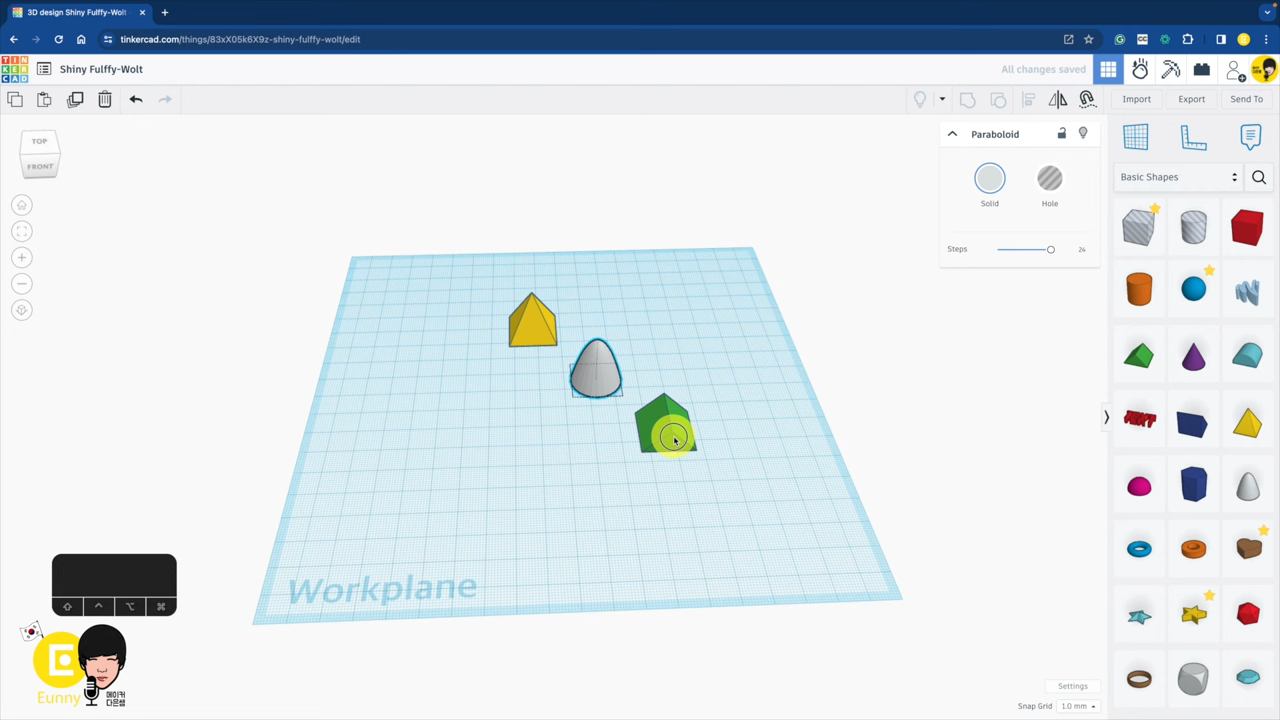 3D design Shiny Fulffy-Wolt
tinkercad.com/things/83xX05k6X9z-shiny-fulffy-wolt/edit
TIN
KER
CAD
Shiny Fulffy-Wolt
All changes saved
Import
Export
Send To
TOP
FRONT
Paraboloid
Solid
Hole
Steps
24
Basic Shapes
Workplane
Eunny
메이커
다은쌤
Settings
Snap Grid
1.0 mm